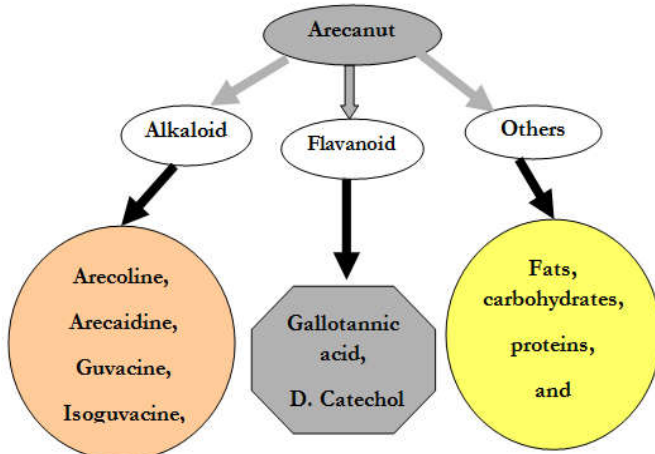 Arecanut
Alkaloid
Flavanoid
Others
Arecoline,
Arecaidine,
Guvacine,
Isoguvacine,
Gallotannic
acid,
D. Catechol
Fats,
carbohydrates,
proteins,
and